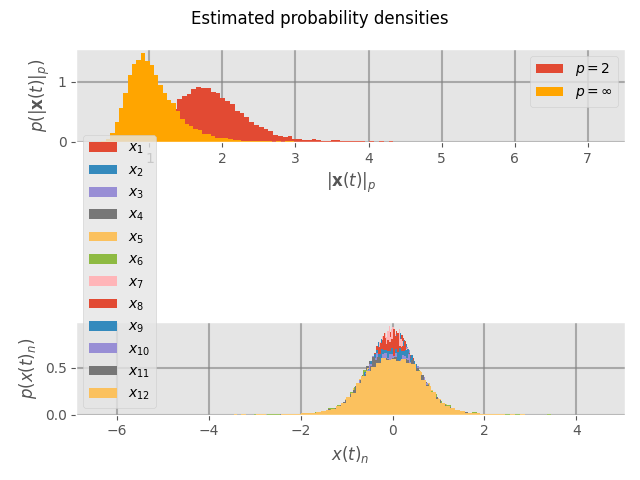 Estimated probability densities
p(|x(t)|_p)
1
0
p = 2
p = ∞
1 2 3 4 5 6 7
|x(t)|_p
x_1
x_2
x_3
x_4
x_5
x_6
x_7
x_8
x_9
x_10
x_11
x_12
p(x(t)_n)
0.5
0.0
−6 −4 −2 0 2 4
x(t)_n